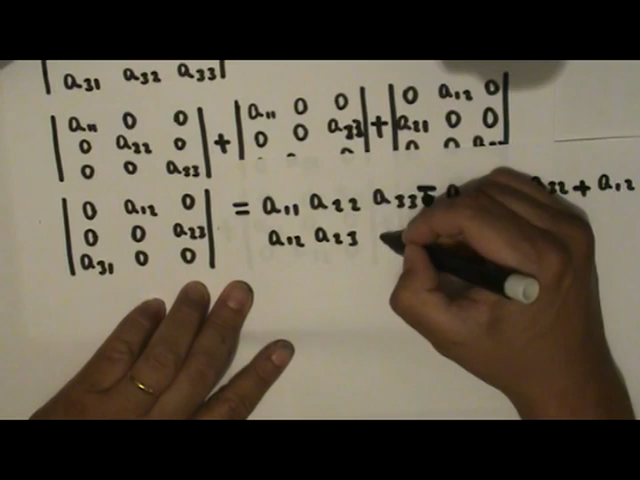 | a31 a32 a33 |
| a11 0 0 | + | a11 0 0 | + | 0 a12 0 |
| 0 a22 0 | | 0 0 a23 | | a21 0 0 |
| 0 0 a33 | | 0 0
| 0 a12 0 | = a11 a22 a33 - a32 + a12
| 0 0 a23 | a12 a23
| a31 0 0 |